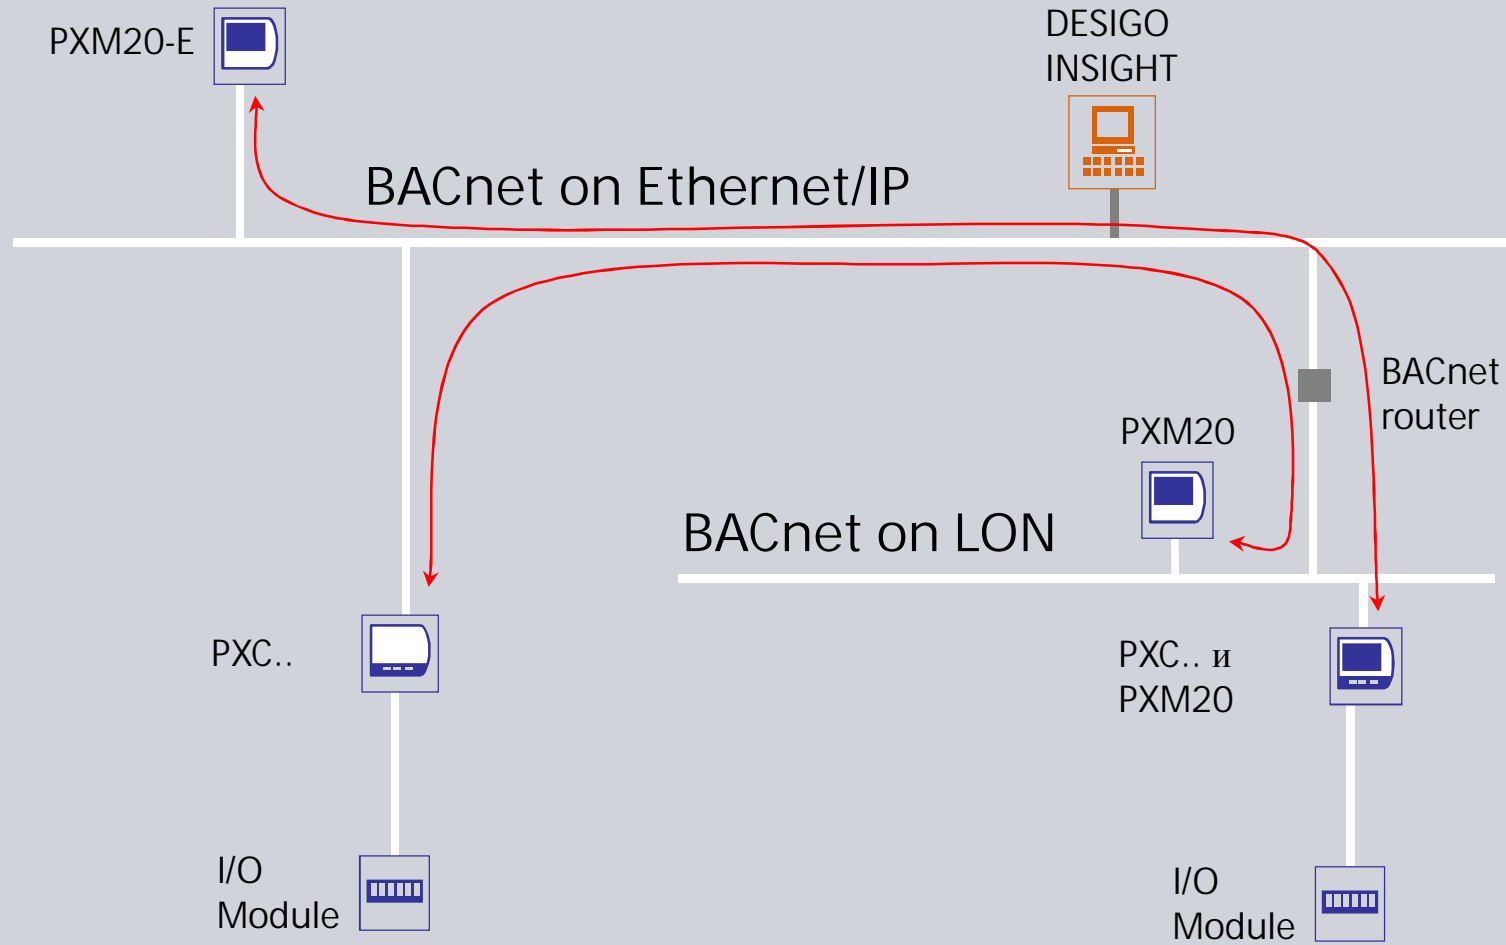 PXM20-E
DESIGO
INSIGHT
BACnet on Ethernet/IP
BACnet
router
PXM20
BACnet on LON
PXC..
PXC.. и
PXM20
I/O
Module
I/O
Module